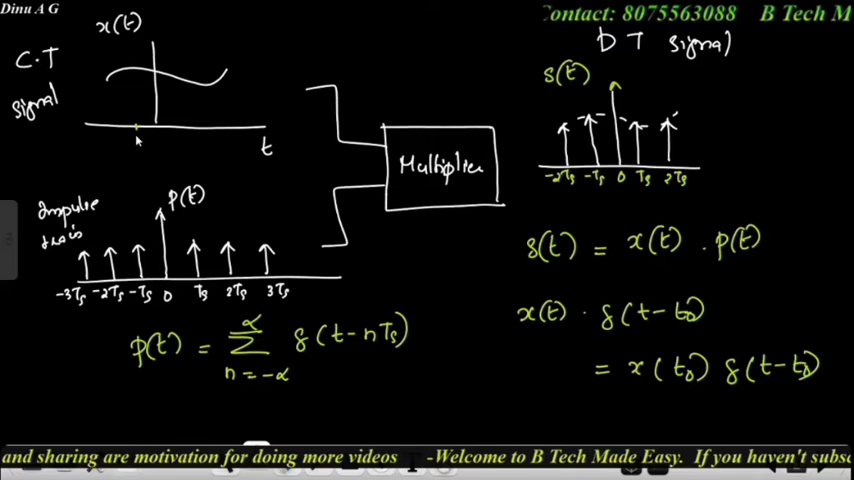 Dinu A G
Contact: 8075563088 B Tech M
x(t)
C.T
signal
t
DT signal
s(t)
-2Ts -Ts 0 Ts 2Ts
Multiplier
Impulse
train
p(t)
-3Ts -2Ts -Ts 0 Ts 2Ts 3Ts
s(t) = x(t) . p(t)
x(t) . δ(t-t0)
= x(t0) δ(t-t0)
p(t) = ∑ δ(t-nTs)
n=-∝
∝
and sharing are motivation for doing more videos -Welcome to B Tech Made Easy. If you haven't subsc